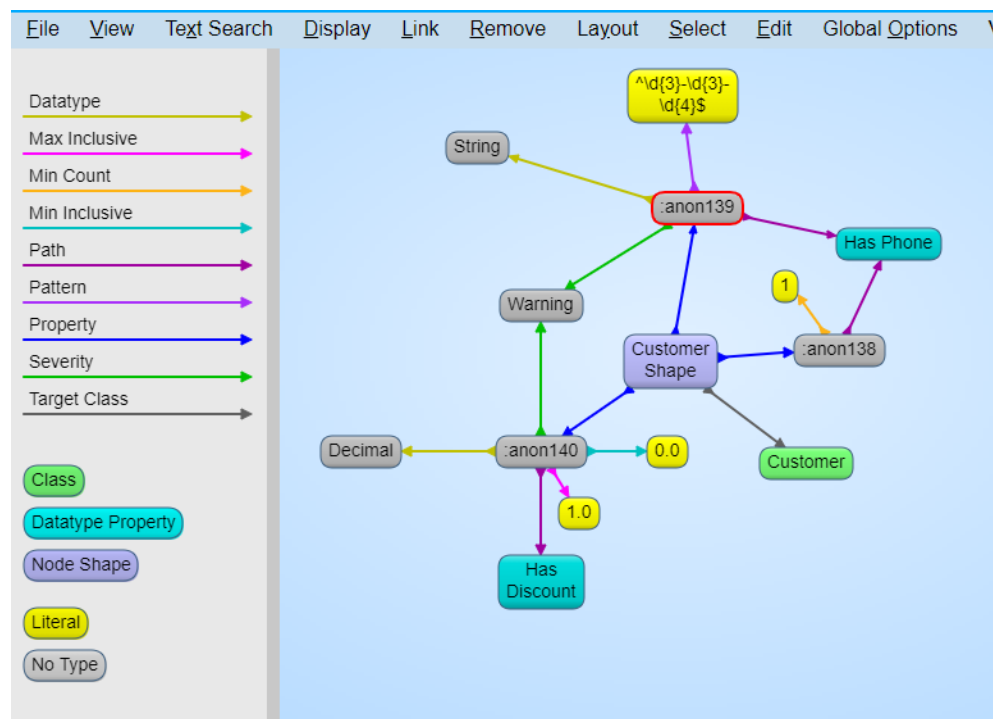 File View Text Search Display Link Remove Layout Select Edit Global Options
Datatype
Max Inclusive
Min Count
Min Inclusive
Path
Pattern
Property
Severity
Target Class
Class
Datatype Property
Node Shape
Literal
No Type
^\d{3}-\d{3}-
\d{4}$
String
:anon139
Has Phone
Warning
1
Customer
Shape
:anon138
Decimal
:anon140
0.0
Customer
1.0
Has
Discount